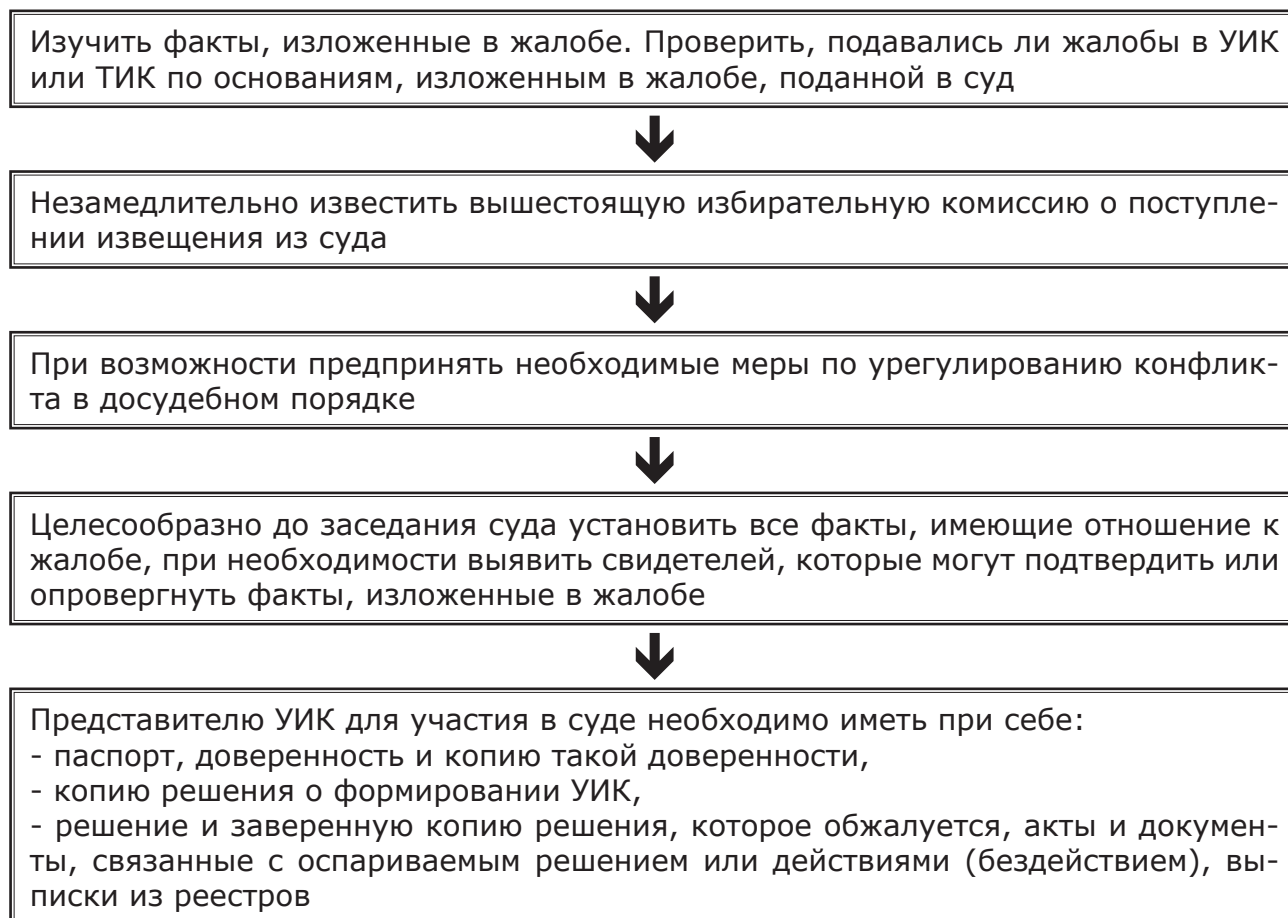 Изучить факты, изложенные в жалобе. Проверить, подавались ли жалобы в УИК
или ТИК по основаниям, изложенным в жалобе, поданной в суд
Незамедлительно известить вышестоящую избирательную комиссию о поступле-
нии извещения из суда
При возможности предпринять необходимые меры по урегулированию конфлик-
та в досудебном порядке
Целесообразно до заседания суда установить все факты, имеющие отношение к
жалобе, при необходимости выявить свидетелей, которые могут подтвердить или
опровергнуть факты, изложенные в жалобе
Представителю УИК для участия в суде необходимо иметь при себе:
- паспорт, доверенность и копию такой доверенности,
- копию решения о формировании УИК,
- решение и заверенную копию решения, которое обжалуется, акты и докумен-
ты, связанные с оспариваемым решением или действиями (бездействием), вы-
писки из реестров